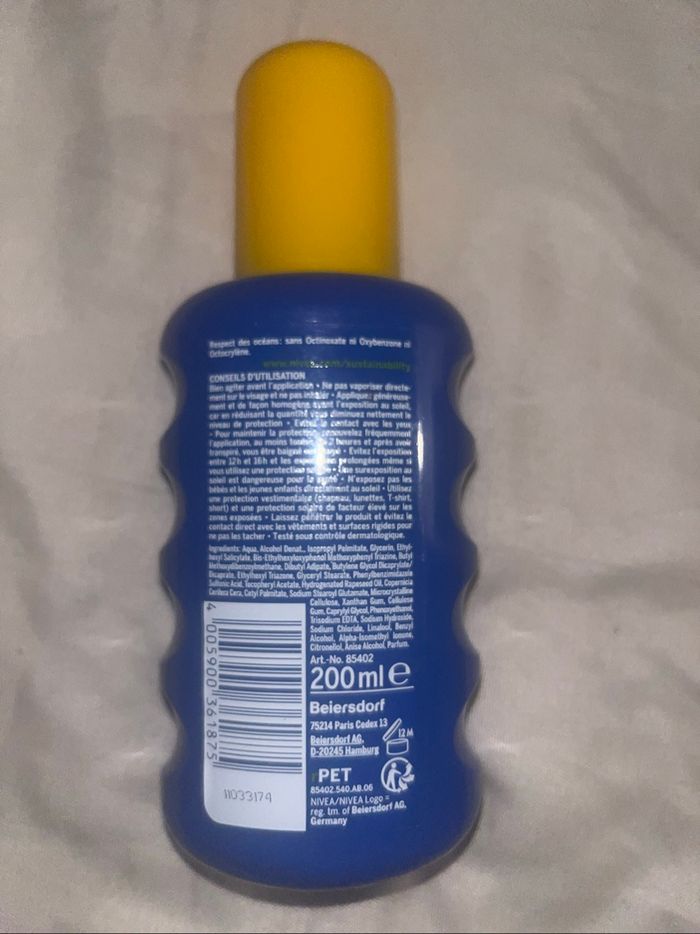 Respect des océans: sans Octinoxate ni Oxybenzone ni
Octocrylène.
www.nivea.com/sustainability
CONSEILS D'UTILISATION
Bien agiter avant l'application • Ne pas vaporiser directe-
ment sur le visage et ne pas inhaler • Appliquez généreuse-
ment et de façon homogène avant l'exposition au soleil,
car en réduisant la quantité vous diminuez nettement le
niveau de protection • Evitez le contact avec les yeux
• Pour maintenir la protection, renouvelez fréquemment
l'application, au moins toutes les 2 heures et après avoir
transpiré, vous être baigné ou essuyé • Evitez l'exposition
entre 12h et 16h et les expositions prolongées même si
vous utilisez une protection solaire • Une surexposition au
soleil est dangereuse pour la santé • N'exposez pas les
bébés et les jeunes enfants directement au soleil • Utilisez
une protection vestimentaire (chapeau, lunettes, T-shirt,
short) et une protection solaire de facteur élevé sur les
zones exposées • Laissez pénétrer le produit et évitez le
contact direct avec les vêtements et surfaces rigides pour
ne pas les tacher • Testé sous contrôle dermatologique.
Ingredients: Aqua, Alcohol Denat., Isopropyl Palmitate, Glycerin, Ethyl-
hexyl Salicylate, Bis-Ethylhexyloxyphenol Methoxyphenyl Triazine, Butyl
Methoxydibenzoylmethane, Dibutyl Adipate, Butylene Glycol Dicaprylate/
Dicaprate, Ethylhexyl Triazone, Glyceryl Stearate, Phenylbenzimidazole
Sulfonic Acid, Tocopheryl Acetate, Hydrogenated Rapeseed Oil, Copernicia
Cerifera Cera, Cetyl Palmitate, Sodium Stearoyl Glutamate, Microcrystalline
Cellulose, Xanthan Gum, Cellulose
Gum, Caprylyl Glycol, Phenoxyethanol,
Trisodium EDTA, Sodium Hydroxide,
Sodium Chloride, Linalool, Benzyl
Alcohol, Alpha-Isomethyl Ionone,
Citronellol, Anise Alcohol, Parfum.
Art.-No. 85402
200 ml e
Beiersdorf
75214 Paris Cedex 13
Beiersdorf AG,
D-20245 Hamburg
12 M
rPET
85402.540.AB.06
NIVEA/NIVEA Logo =
reg. tm. of Beiersdorf AG,
Germany
4 005900 361875
11033174